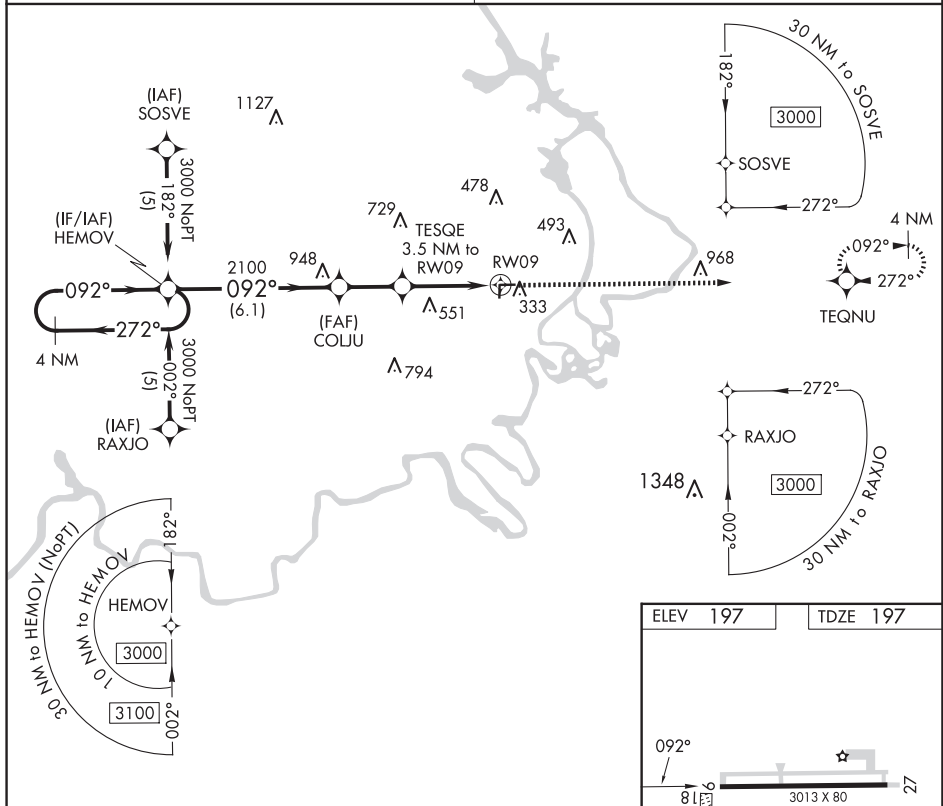 (IAF)
SOSVE
1127
3000 NoPT
182°
(5)
(IF/IAF)
HEMOV
092°
272°
4 NM
2100
092°
(6.1)
948
(FAF)
COLJU
729
TESQE
3.5 NM to
RW09
551
794
478
493
RW09
333
968
3000 NoPT
002°
(5)
(IAF)
RAXJO
30 NM to SOSVE
182°
3000
SOSVE
272°
4 NM
092°
272°
TEQNU
272°
RAXJO
3000
1348
002°
30 NM to RAXJO
30 NM to HEMOV (NoPT)
10 NM to HEMOV
182°
HEMOV
3000
3100
002°
ELEV 197
TDZE 197
092°
9
27
3013 X 80